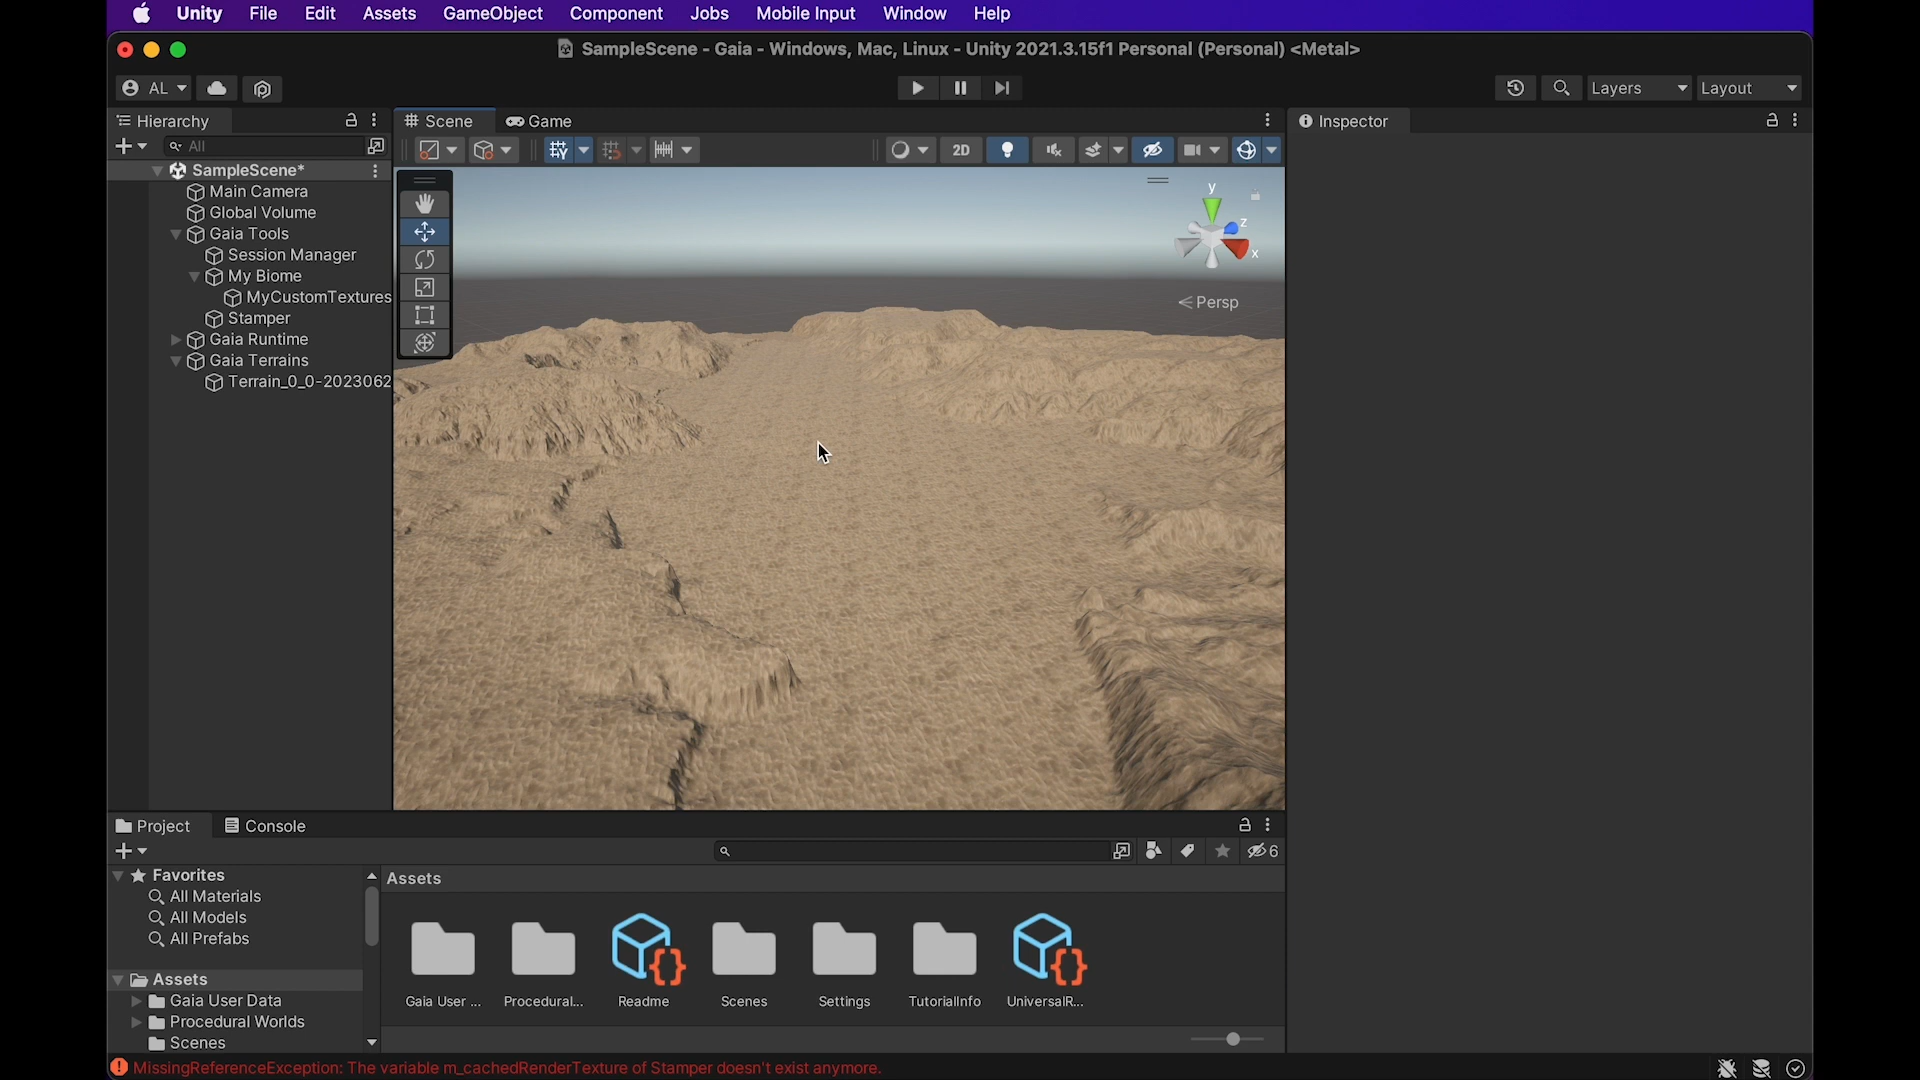 Unity File Edit Assets GameObject Component Jobs Mobile Input Window Help
SampleScene - Gaia - Windows, Mac, Linux - Unity 2021.3.15f1 Personal (Personal) <Metal>
AL
Layers
Layout
Hierarchy
All
SampleScene*
Main Camera
Global Volume
Gaia Tools
Session Manager
My Biome
MyCustomTextures
Stamper
Gaia Runtime
Gaia Terrains
Terrain_0_0-2023062
Scene
Game
2D
y
z
x
Persp
Inspector
Project
Console
6
Favorites
All Materials
All Models
All Prefabs
Assets
Gaia User Data
Procedural Worlds
Scenes
Assets
Gaia User ...
Procedural...
Readme
Scenes
Settings
TutorialInfo
UniversalR...
MissingReferenceException: The variable m_cachedRenderTexture of Stamper doesn't exist anymore.